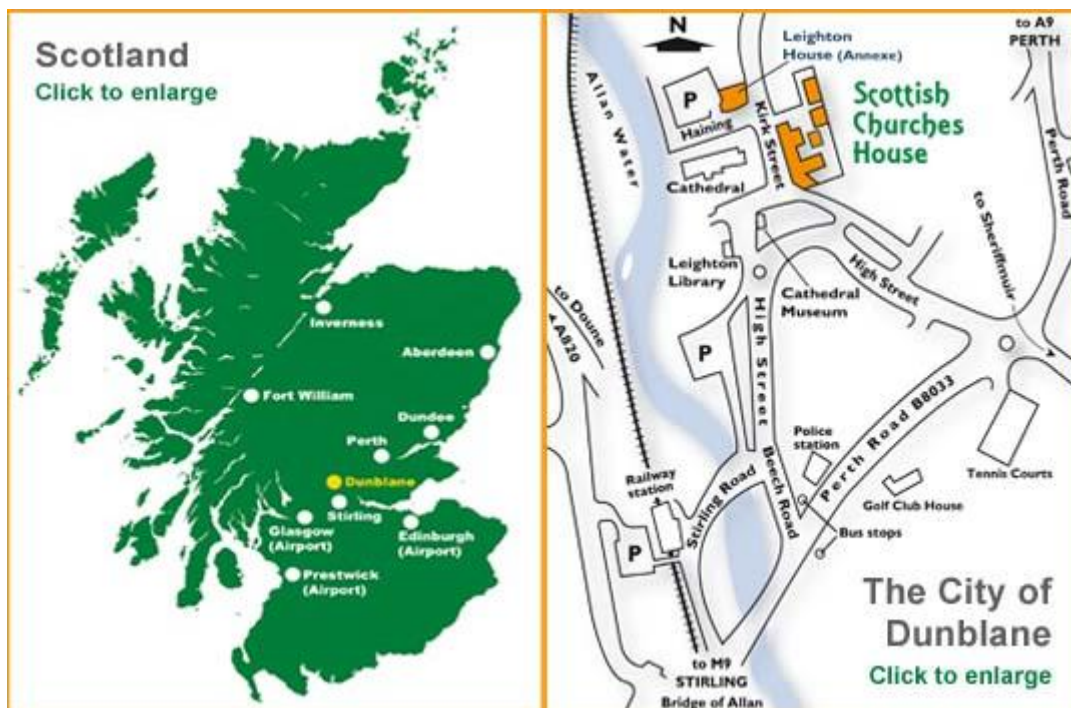 Scotland
Click to enlarge
Inverness
Aberdeen
Fort William
Dundee
Perth
Dunblane
Stirling
Glasgow
(Airport)
Edinburgh
(Airport)
Prestwick
(Airport)
N
Leighton
House (Annexe)
to A9
PERTH
Allan Water
P
Haining
Kirk Street
Scottish
Churches
House
Cathedral
Perth Road
to Sheriffmuir
Leighton
Library
Cathedral
Museum
High Street
to Doune
A820
P
High Street
Police
station
Perth Road B8033
Tennis Courts
Railway
station
Stirling Road
Beech Road
Golf Club House
Bus stops
P
The City of
Dunblane
Click to enlarge
to M9
STIRLING
Bridge of Allan